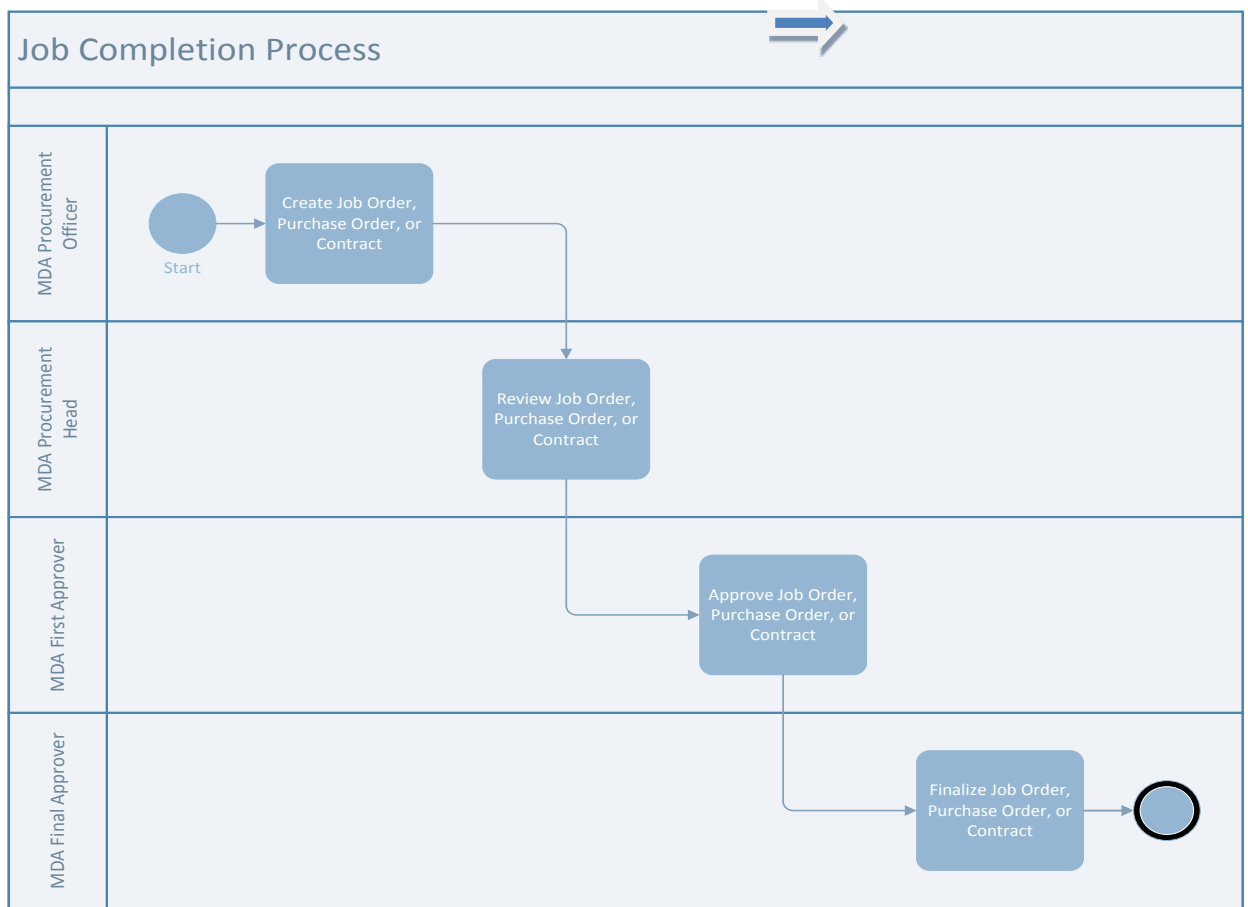 Job Completion Process
MDA Procurement
Officer
Create Job Order,
Purchase Order, or
Contract
Start
MDA Procurement
Head
Review Job Order,
Purchase Order, or
Contract
MDA First Approver
Approve Job Order,
Purchase Order, or
Contract
MDA Final Approver
Finalize Job Order,
Purchase Order, or
Contract